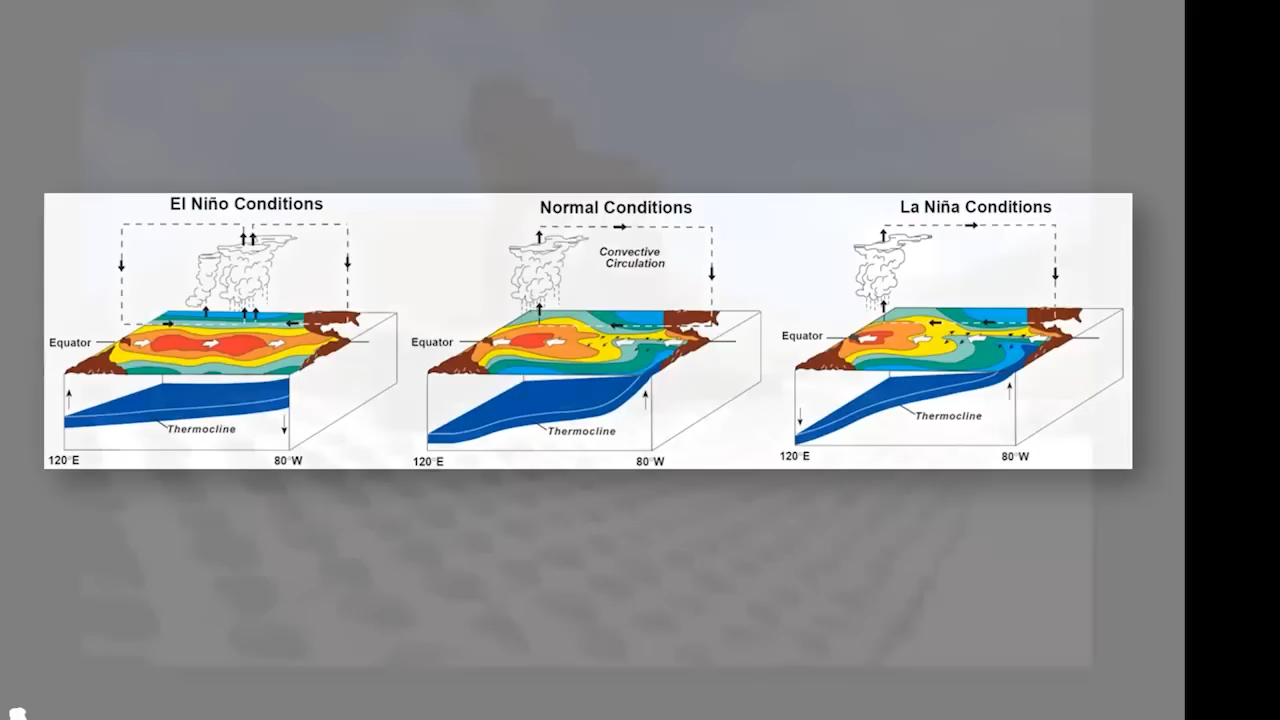 El Niño Conditions
Equator
Thermocline
120°E
80°W
Normal Conditions
Convective
Circulation
Equator
Thermocline
120°E
80°W
La Niña Conditions
Equator
Thermocline
120°E
80°W